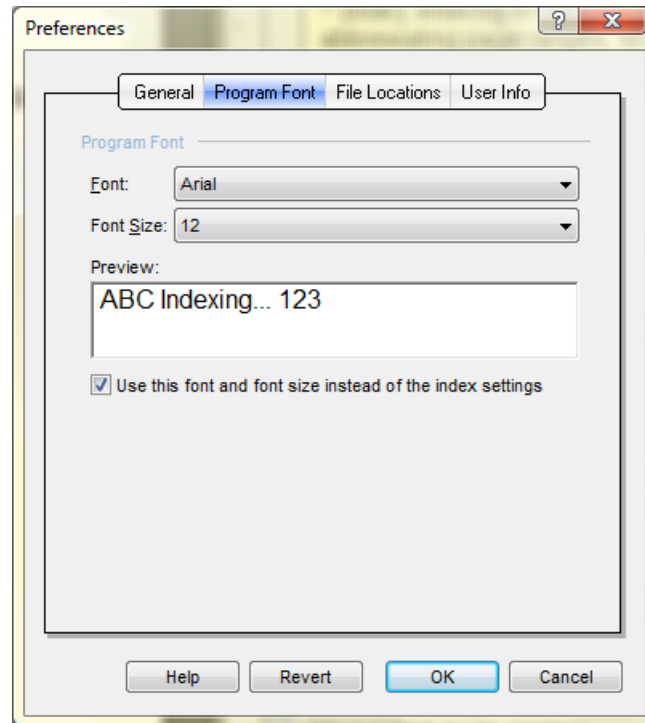 Preferences
General Program Font File Locations User Info
Program Font
Font: Arial
Font Size: 12
Preview:
ABC Indexing... 123
Use this font and font size instead of the index settings
Help Revert OK Cancel